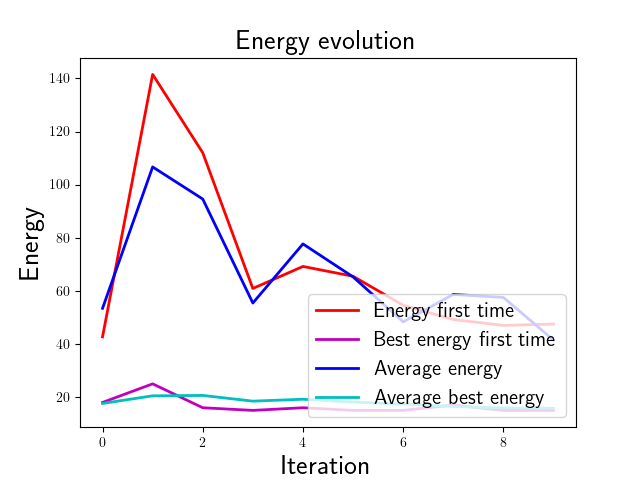 Energy evolution
140
120
100
80
60
40
20
Energy
Energy first time
Best energy first time
Average energy
Average best energy
0 2 4 6 8
Iteration